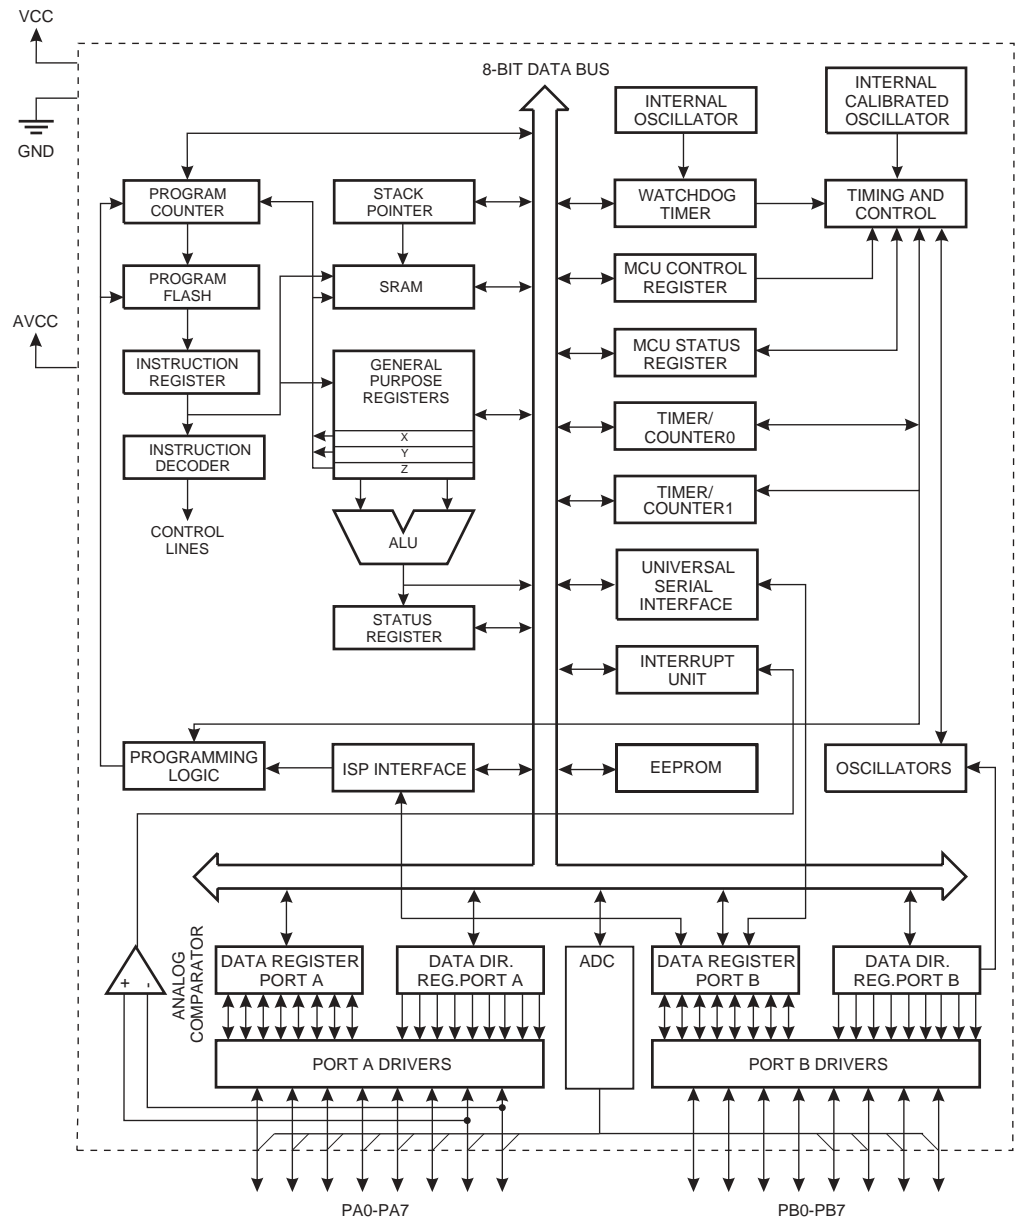 VCC
GND
AVCC
8-BIT DATA BUS
INTERNAL
OSCILLATOR
INTERNAL
CALIBRATED
OSCILLATOR
PROGRAM
COUNTER
STACK
POINTER
WATCHDOG
TIMER
TIMING AND
CONTROL
PROGRAM
FLASH
SRAM
MCU CONTROL
REGISTER
INSTRUCTION
REGISTER
GENERAL
PURPOSE
REGISTERS
X
Y
Z
MCU STATUS
REGISTER
INSTRUCTION
DECODER
TIMER/
COUNTER0
CONTROL
LINES
ALU
TIMER/
COUNTER1
STATUS
REGISTER
UNIVERSAL
SERIAL
INTERFACE
INTERRUPT
UNIT
PROGRAMMING
LOGIC
ISP INTERFACE
EEPROM
OSCILLATORS
ANALOG
COMPARATOR
+
-
DATA REGISTER
PORT A
DATA DIR.
REG.PORT A
ADC
DATA REGISTER
PORT B
DATA DIR.
REG.PORT B
PORT A DRIVERS
PORT B DRIVERS
PA0-PA7
PB0-PB7